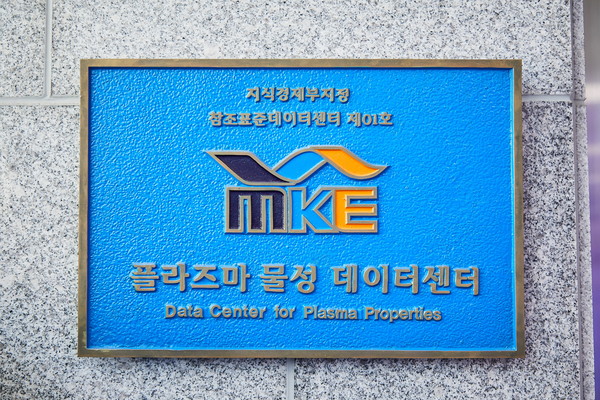 지식경제부지정
참조표준데이터센터 제01호
MKE
플라즈마 물성 데이터센터
Data Center for Plasma Properties